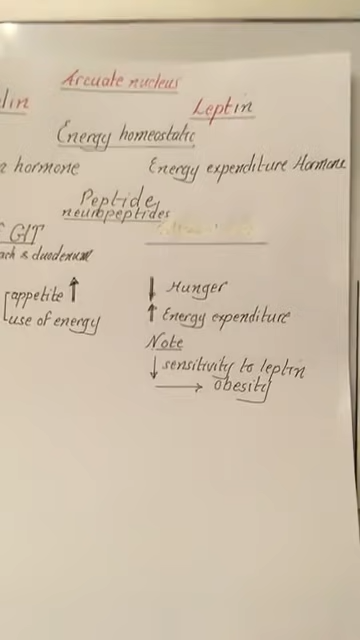 Arcuate nucleus
lin
Leptin
Energy homeostatic
hormone
Energy expenditure Hormone
Peptide,
neuropeptides
GIT
ach & duodenum
appetite ↑
use of energy
↓ Hunger
↑ Energy expenditure
Note
↓ sensitivity to leptin
→ obesity